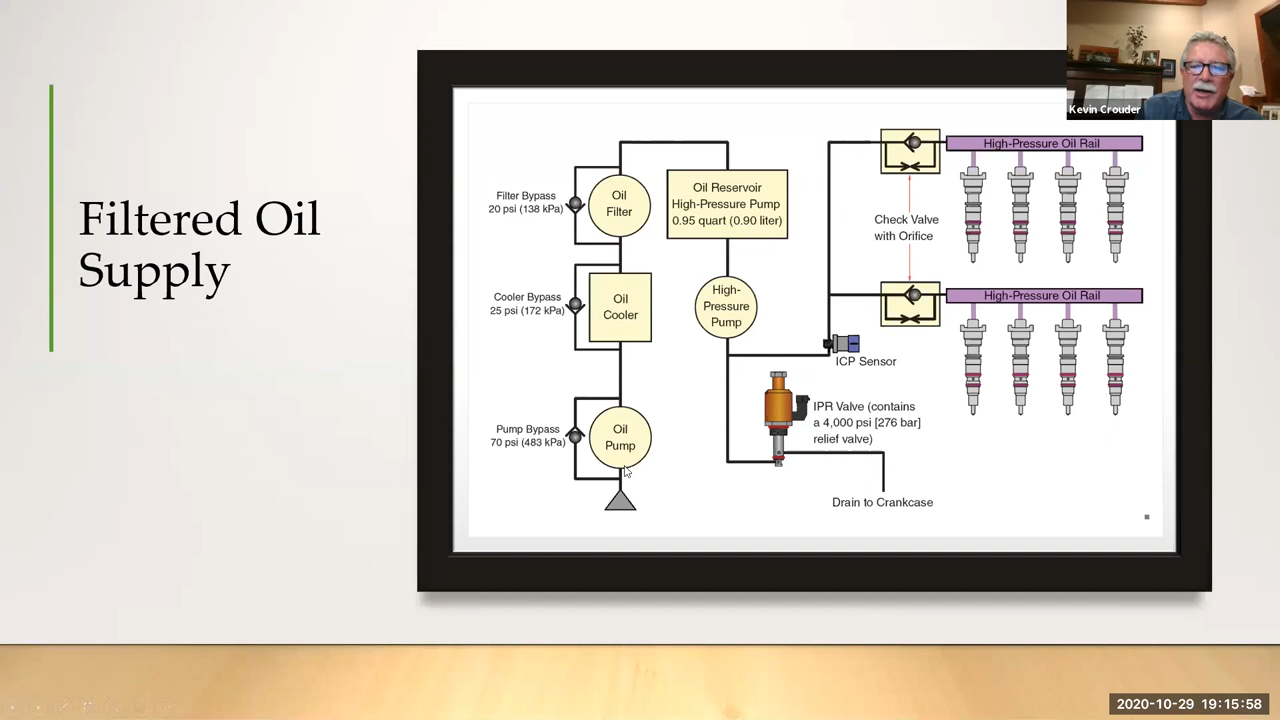 Filtered Oil
Supply
Kevin Crouder
Filter Bypass
20 psi (138 kPa)
Oil
Filter
Cooler Bypass
25 psi (172 kPa)
Oil
Cooler
Pump Bypass
70 psi (483 kPa)
Oil
Pump
Oil Reservoir
High-Pressure Pump
0.95 quart (0.90 liter)
High-
Pressure
Pump
High-Pressure Oil Rail
Check Valve
with Orifice
High-Pressure Oil Rail
ICP Sensor
IPR Valve (contains
a 4,000 psi [276 bar]
relief valve)
Drain to Crankcase
2020-10-29 19:15:58